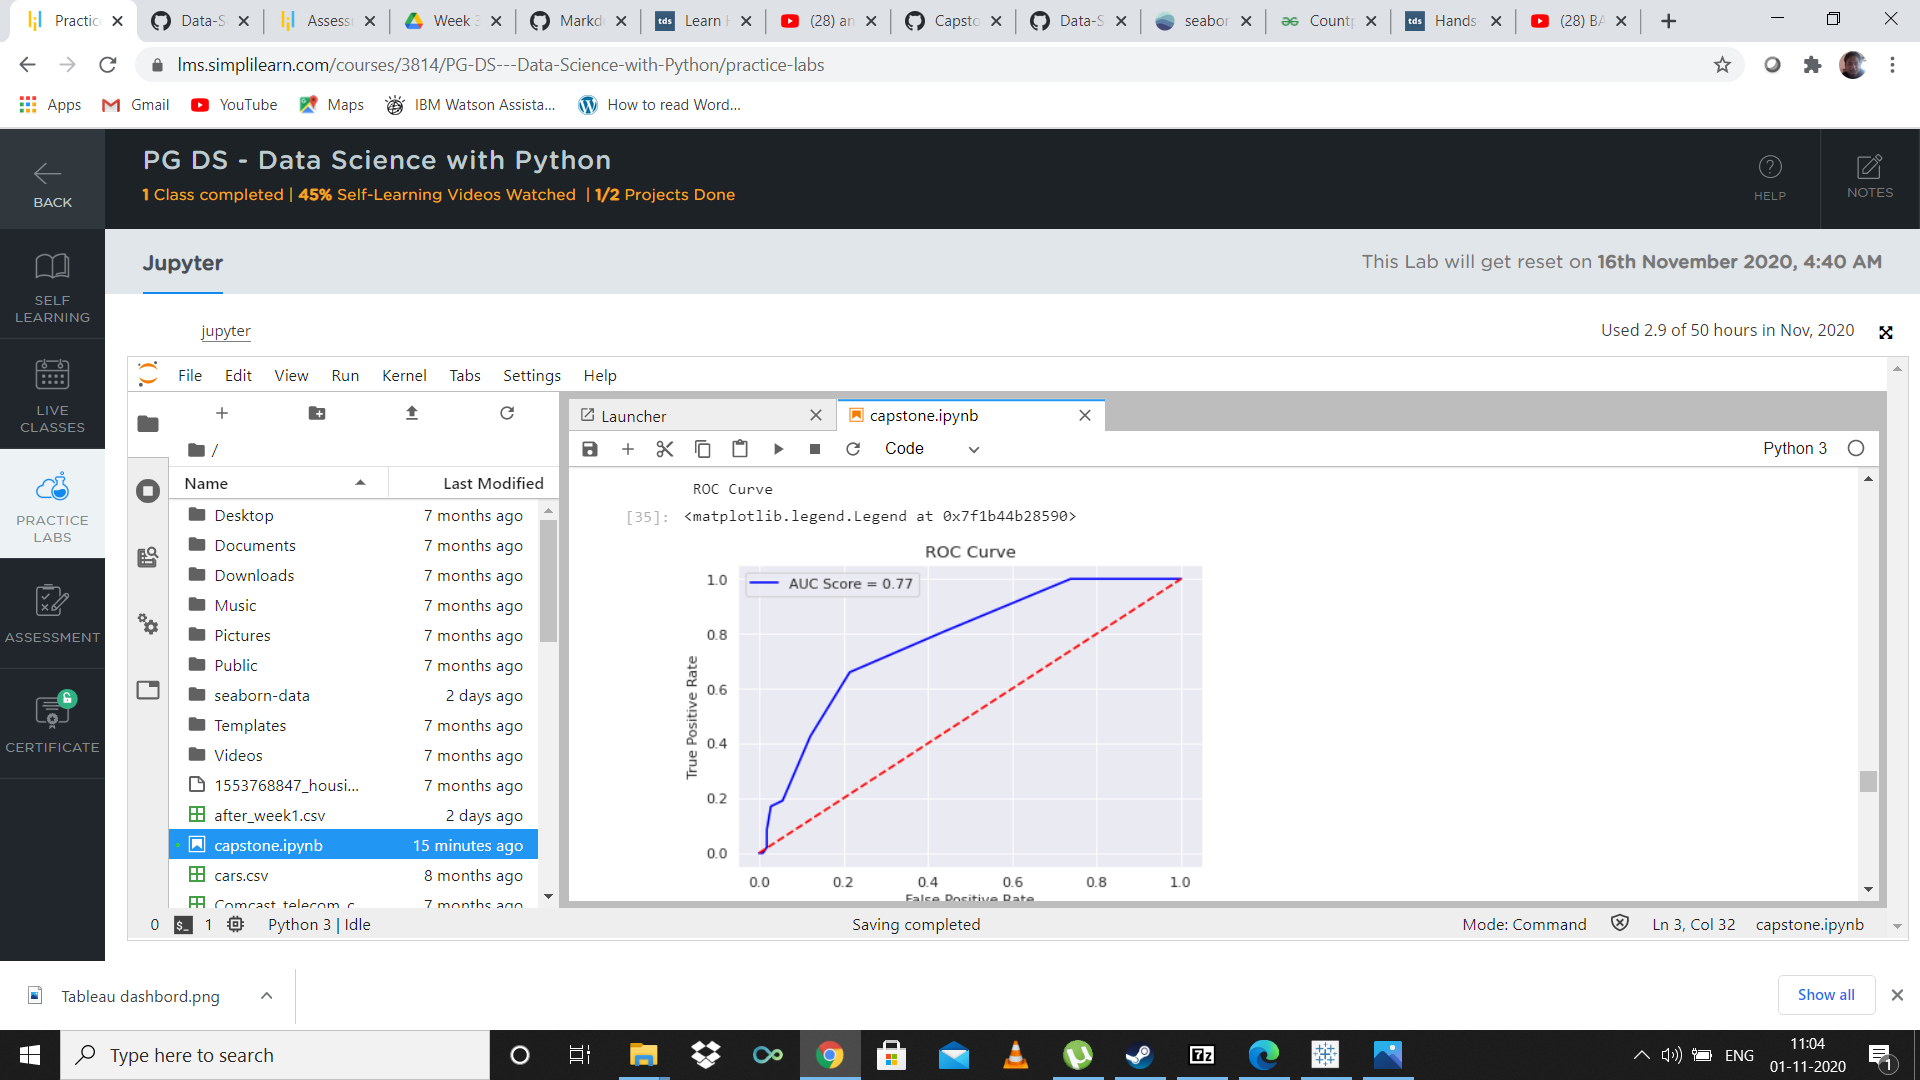 Practic
Data-S
Assess
Week 3
Markd
Learn
(28) an
Capsto
Data-S
seabor
Count
Hands
(28) BA
lms.simplilearn.com/courses/3814/PG-DS---Data-Science-with-Python/practice-labs
Apps
Gmail
YouTube
Maps
IBM Watson Assista...
How to read Word...
BACK
PG DS - Data Science with Python
1 Class completed | 45% Self-Learning Videos Watched | 1/2 Projects Done
HELP
NOTES
SELF
LEARNING
LIVE
CLASSES
PRACTICE
LABS
ASSESSMENT
CERTIFICATE
Jupyter
This Lab will get reset on 16th November 2020, 4:40 AM
jupyter
Used 2.9 of 50 hours in Nov, 2020
File Edit View Run Kernel Tabs Settings Help
/
Name Last Modified
Desktop 7 months ago
Documents 7 months ago
Downloads 7 months ago
Music 7 months ago
Pictures 7 months ago
Public 7 months ago
seaborn-data 2 days ago
Templates 7 months ago
Videos 7 months ago
1553768847_housi... 7 months ago
after_week1.csv 2 days ago
capstone.ipynb 15 minutes ago
cars.csv 8 months ago
Comcast_telecom_c 7 months ago
Launcher
capstone.ipynb
Code
Python 3
ROC Curve
[35]: <matplotlib.legend.Legend at 0x7f1b44b28590>
ROC Curve
AUC Score = 0.77
True Positive Rate
1.0
0.8
0.6
0.4
0.2
0.0
0.0 0.2 0.4 0.6 0.8 1.0
False Positive Rate
0 $_ 1 Python 3 | Idle
Saving completed
Mode: Command
Ln 3, Col 32
capstone.ipynb
Tableau dashbord.png
Show all
Type here to search
7z
ENG
11:04
01-11-2020
1